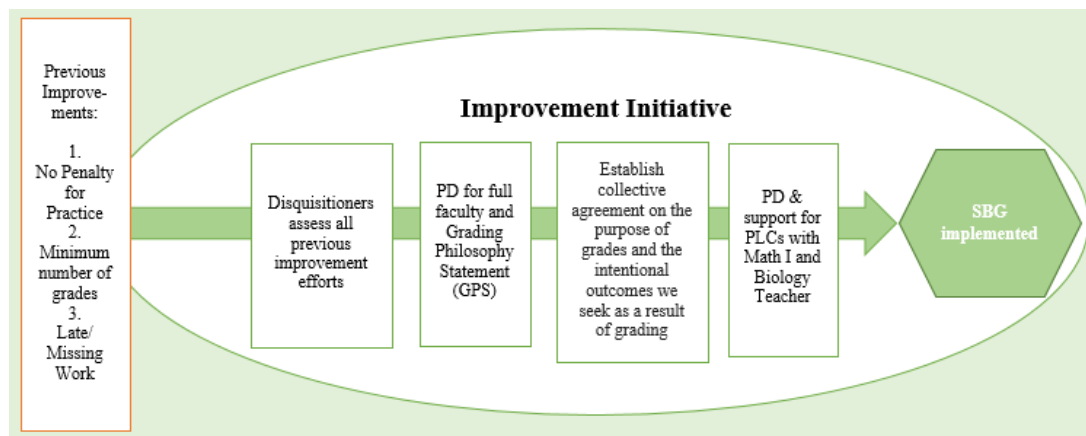 Previous
Improve-
ments:
1.
No Penalty
for
Practice
2.
Minimum
number of
grades
3.
Late/
Missing
Work
Improvement Initiative
Disquisitioners
assess all
previous
improvement
efforts
PD for full
faculty and
Grading
Philosophy
Statement
(GPS)
Establish
collective
agreement on the
purpose of
grades and the
intentional
outcomes we
seek as a result
of grading
PD &
support for
PLCs with
Math I and
Biology
Teacher
SBG
implemented